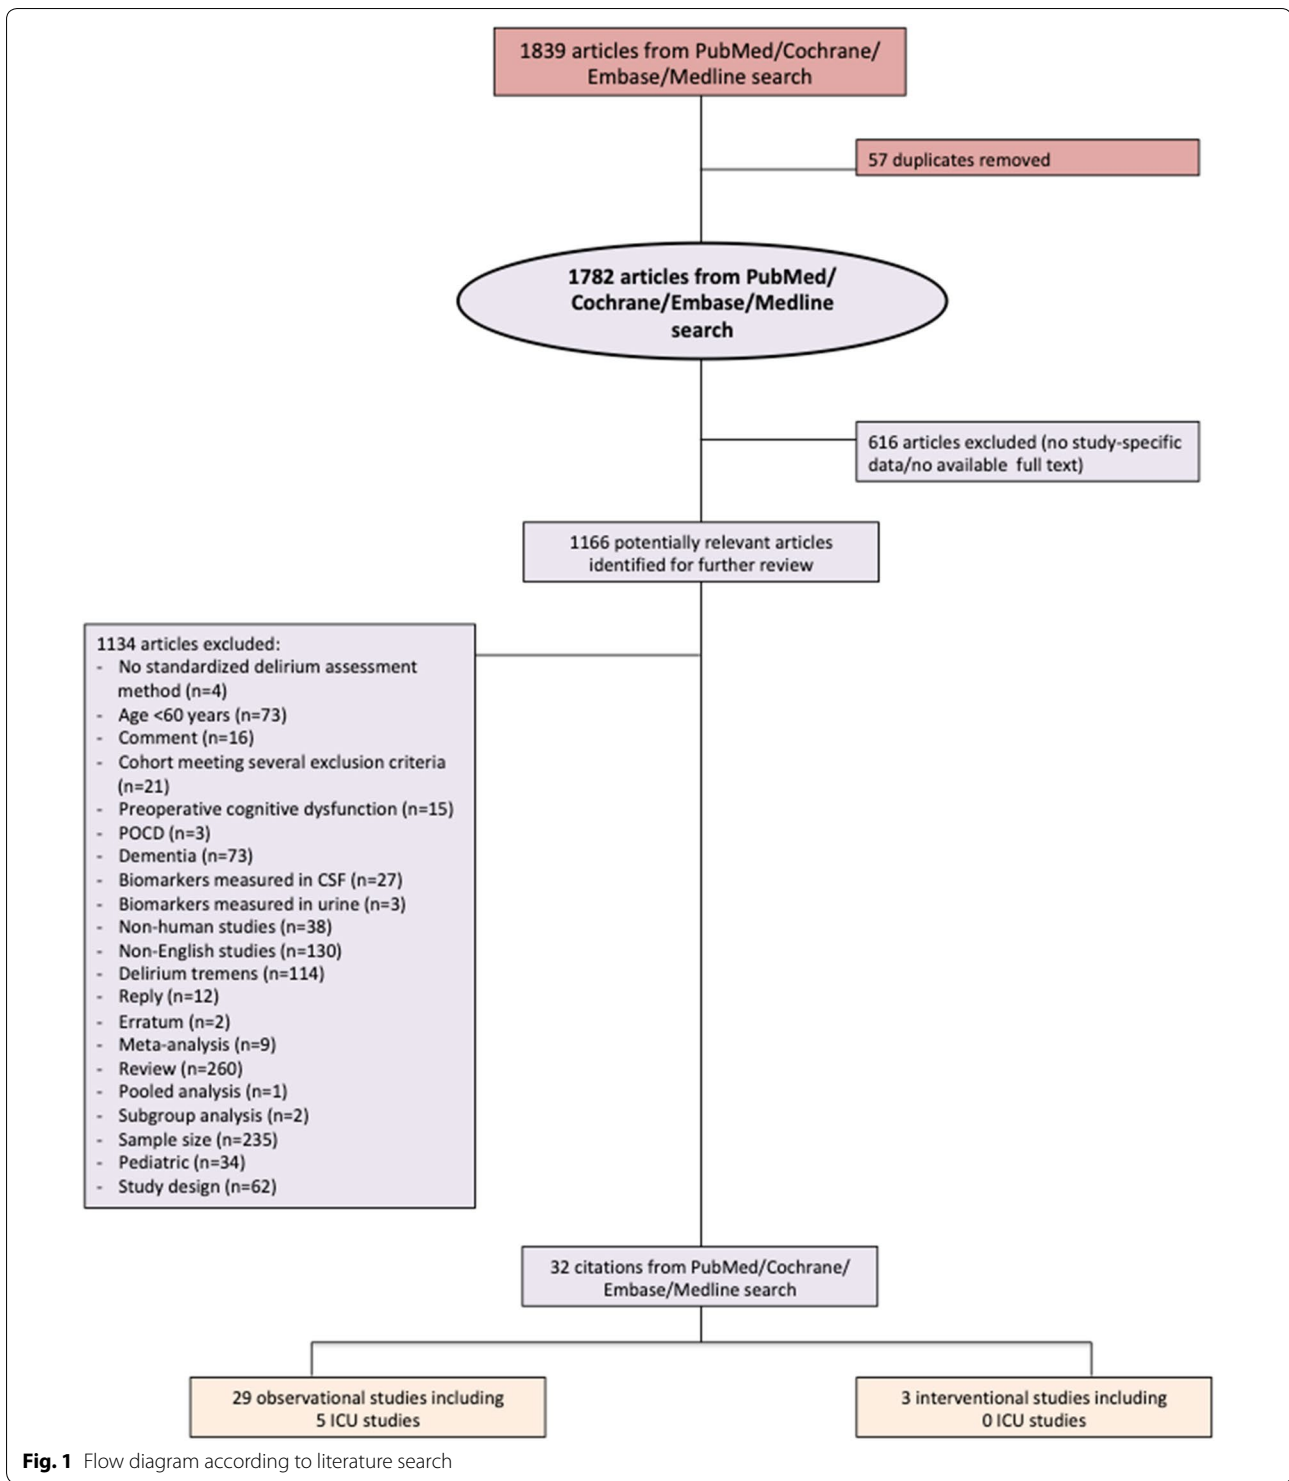 1839 articles from PubMed/Cochrane/
Embase/Medline search
57 duplicates removed
1782 articles from PubMed/
Cochrane/Embase/Medline
search
616 articles excluded (no study-specific
data/no available full text)
1166 potentially relevant articles
identified for further review
1134 articles excluded:
- No standardized delirium assessment
method (n=4)
- Age <60 years (n=73)
- Comment (n=16)
- Cohort meeting several exclusion criteria
(n=21)
- Preoperative cognitive dysfunction (n=15)
- POCD (n=3)
- Dementia (n=73)
- Biomarkers measured in CSF (n=27)
- Biomarkers measured in urine (n=3)
- Non-human studies (n=38)
- Non-English studies (n=130)
- Delirium tremens (n=114)
- Reply (n=12)
- Erratum (n=2)
- Meta-analysis (n=9)
- Review (n=260)
- Pooled analysis (n=1)
- Subgroup analysis (n=2)
- Sample size (n=235)
- Pediatric (n=34)
- Study design (n=62)
32 citations from PubMed/Cochrane/
Embase/Medline search
29 observational studies including
5 ICU studies
3 interventional studies including
0 ICU studies
Fig. 1 Flow diagram according to literature search